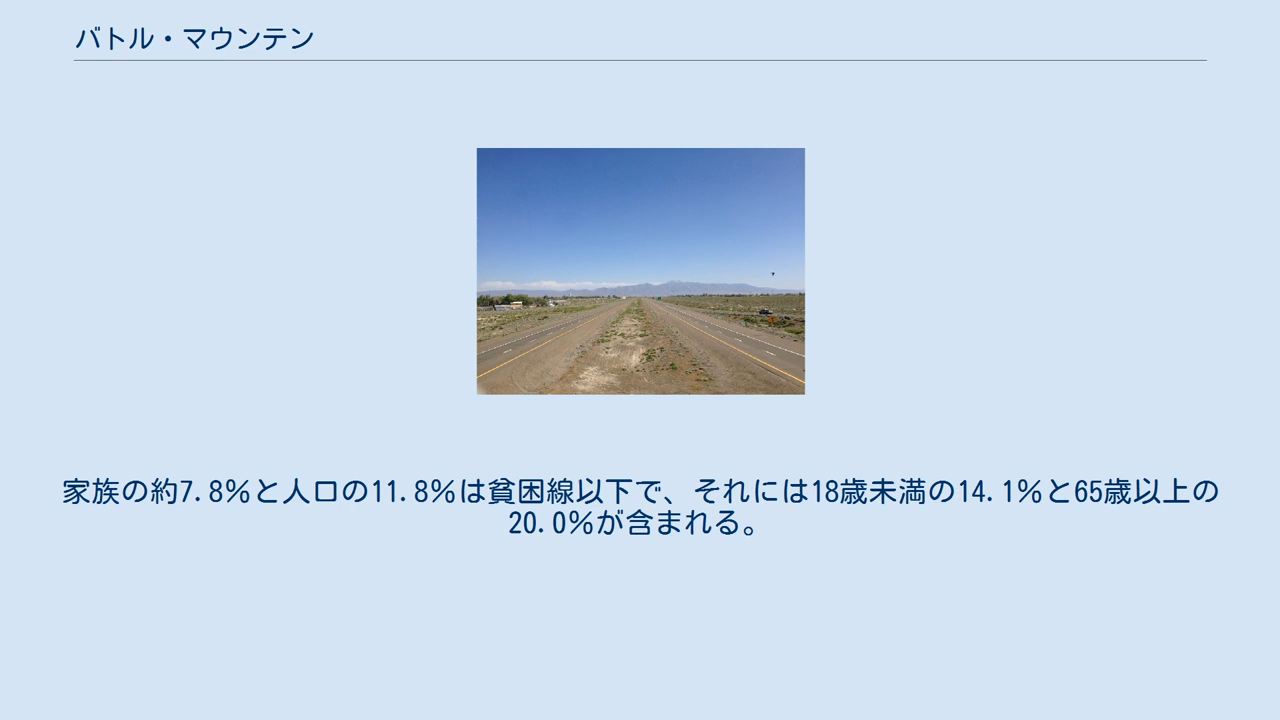 バトル・マウンテン
家族の約7.8%と人口の11.8%は貧困線以下で、それには18歳未満の14.1%と65歳以上の
20.0%が含まれる。